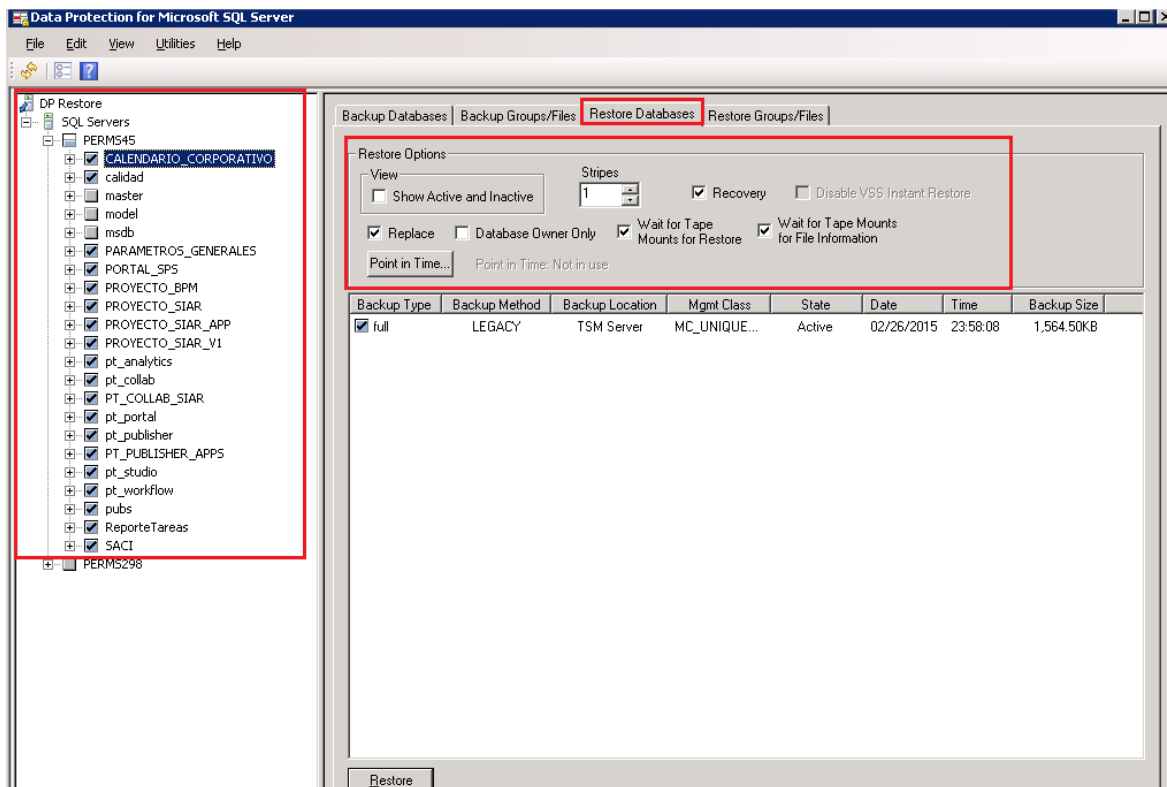 Data Protection for Microsoft SQL Server
File Edit View Utilities Help
DP Restore
SQL Servers
PERMS45
CALENDARIO_CORPORATIVO
calidad
master
model
msdb
PARAMETROS_GENERALES
PORTAL_SPS
PROYECTO_BPM
PROYECTO_SIAR
PROYECTO_SIAR_APP
PROYECTO_SIAR_V1
pt_analytics
pt_collab
PT_COLLAB_SIAR
pt_portal
pt_publisher
PT_PUBLISHER_APPS
pt_studio
pt_workflow
pubs
ReporteTareas
SACI
PERMS298
Backup Databases Backup Groups/Files Restore Databases Restore Groups/Files
Restore Options
View
Show Active and Inactive
Stripes
1
Recovery
Disable VSS Instant Restore
Replace
Database Owner Only
Wait for Tape
Mounts for Restore
Wait for Tape Mounts
for File Information
Point in Time...
Point in Time: Not in use
Backup Type Backup Method Backup Location Mgmt Class State Date Time Backup Size
full LEGACY TSM Server MC_UNIQUE... Active 02/26/2015 23:58:08 1,564.50KB
Restore